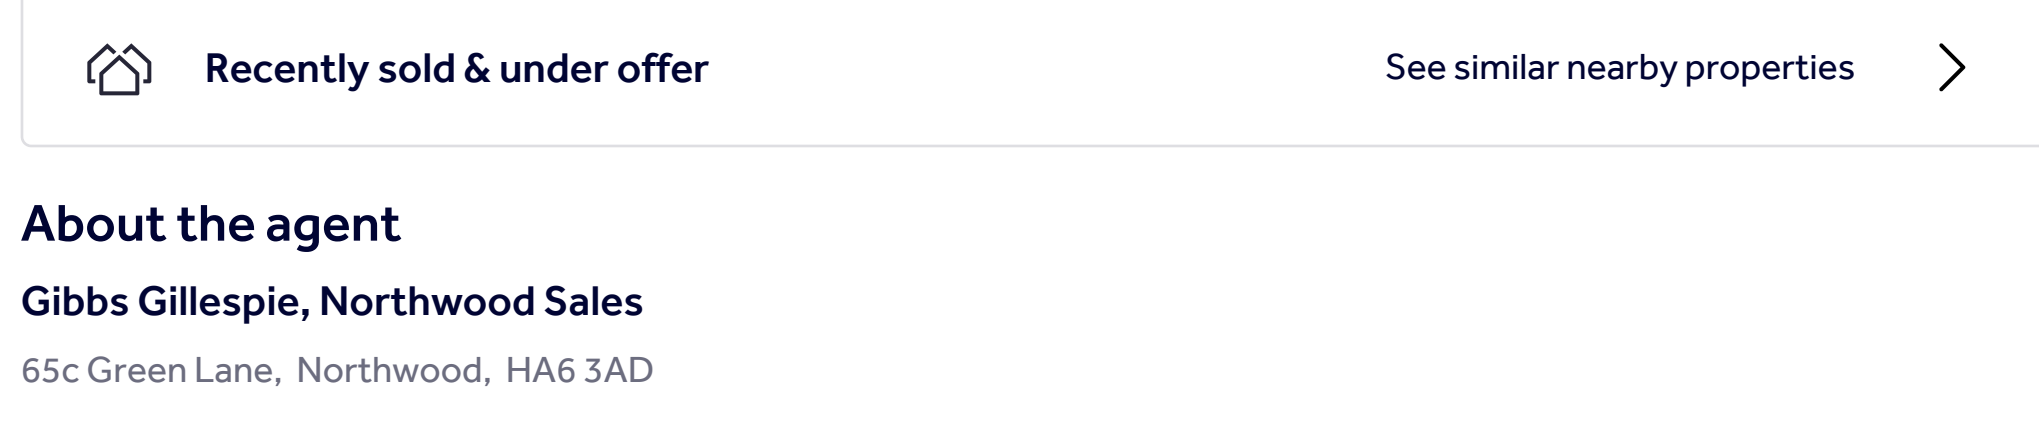 Recently sold & under offer See similar nearby properties
About the agent
Gibbs Gillespie, Northwood Sales
65c Green Lane, Northwood, HA6 3AD